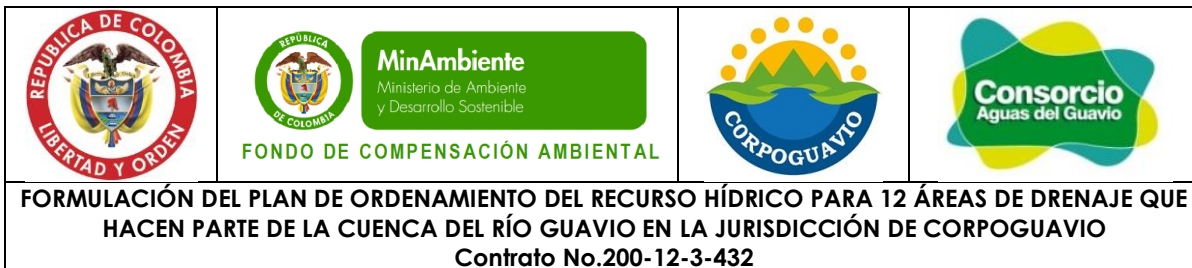 REPUBLICA DE COLOMBIA
LIBERTAD Y ORDEN
REPÚBLICA
DE COLOMBIA
MinAmbiente
Ministerio de Ambiente
y Desarrollo Sostenible
FONDO DE COMPENSACIÓN AMBIENTAL
CORPOGUAVIO
Consorcio
Aguas del Guavio
FORMULACIÓN DEL PLAN DE ORDENAMIENTO DEL RECURSO HÍDRICO PARA 12 ÁREAS DE DRENAJE QUE
HACEN PARTE DE LA CUENCA DEL RÍO GUAVIO EN LA JURISDICCIÓN DE CORPOGUAVIO
Contrato No.200-12-3-432